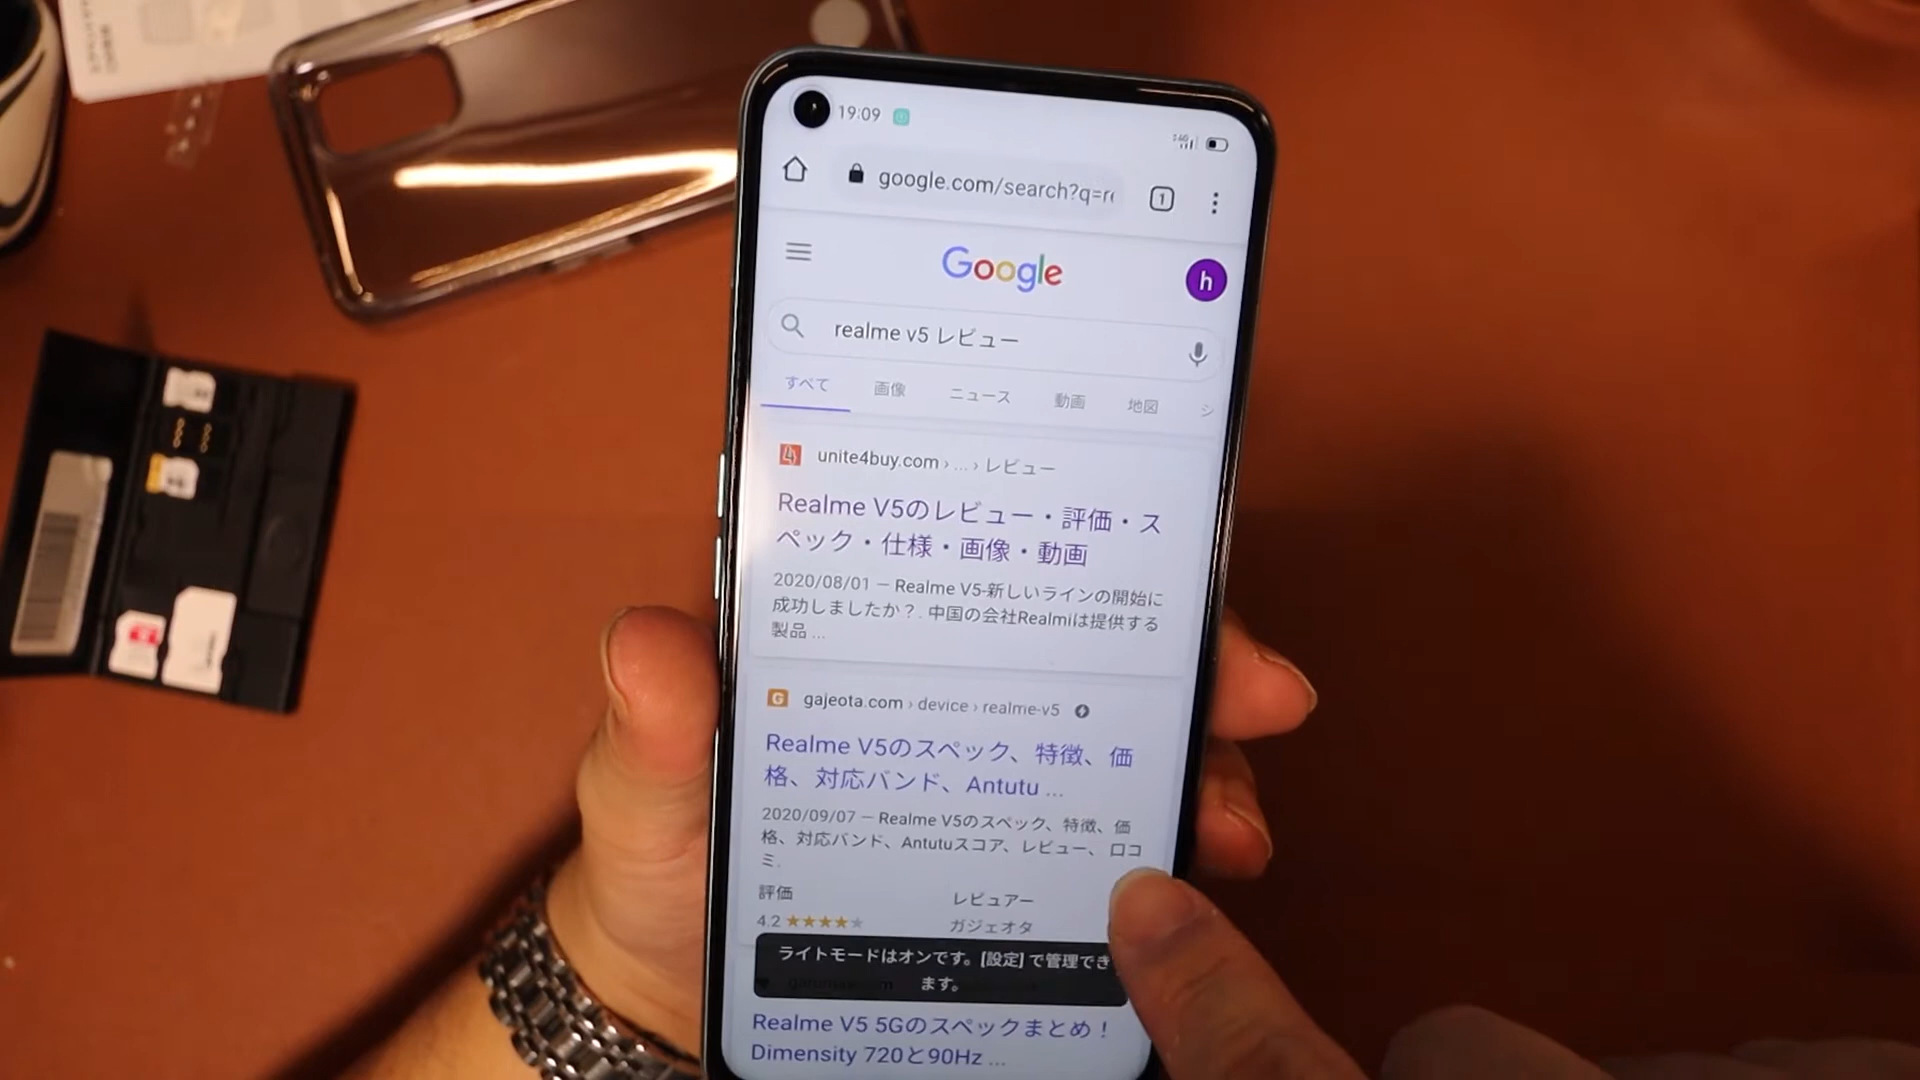 19:09
google.com/search?q=re
1
Google
h
realme v5 レビュー
すべて 画像 ニュース 動画 地図 シ
unite4buy.com › ... › レビュー
Realme V5のレビュー・評価・ス
ペック・仕様・画像・動画
2020/08/01 — Realme V5-新しいラインの開始に
成功しましたか？. 中国の会社Realmiは提供する
製品 ...
G gajeota.com › device › realme-v5
Realme V5のスペック、特徴、価
格、対応バンド、Antutu ...
2020/09/07 — Realme V5のスペック、特徴、価
格、対応バンド、Antutuスコア、レビュー、 口コ
ミ.
評価 レビュアー
4.2 ★★★★★ ガジェオタ
ライトモードはオンです。[設定] で管理でき
ます。
Realme V5 5Gのスペックまとめ！
Dimensity 720と90Hz ...